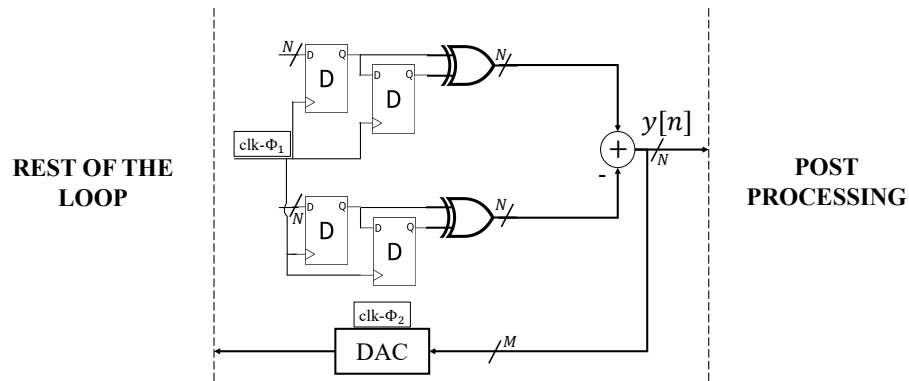 N
D
Q
D
N
D
Q
D
clk-Φ₁
REST OF THE
LOOP
y[n]
+
N
-
POST
PROCESSING
N
D
Q
D
N
D
Q
D
clk-Φ₂
DAC
M